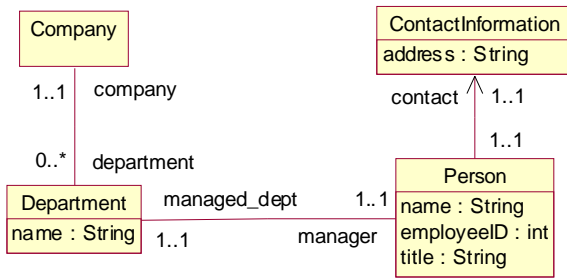 Company
ContactInformation
address : String
1..1
company
contact
1..1
0..*
department
1..1
Department
name : String
managed_dept
1..1
1..1
manager
Person
name : String
employeeID : int
title : String